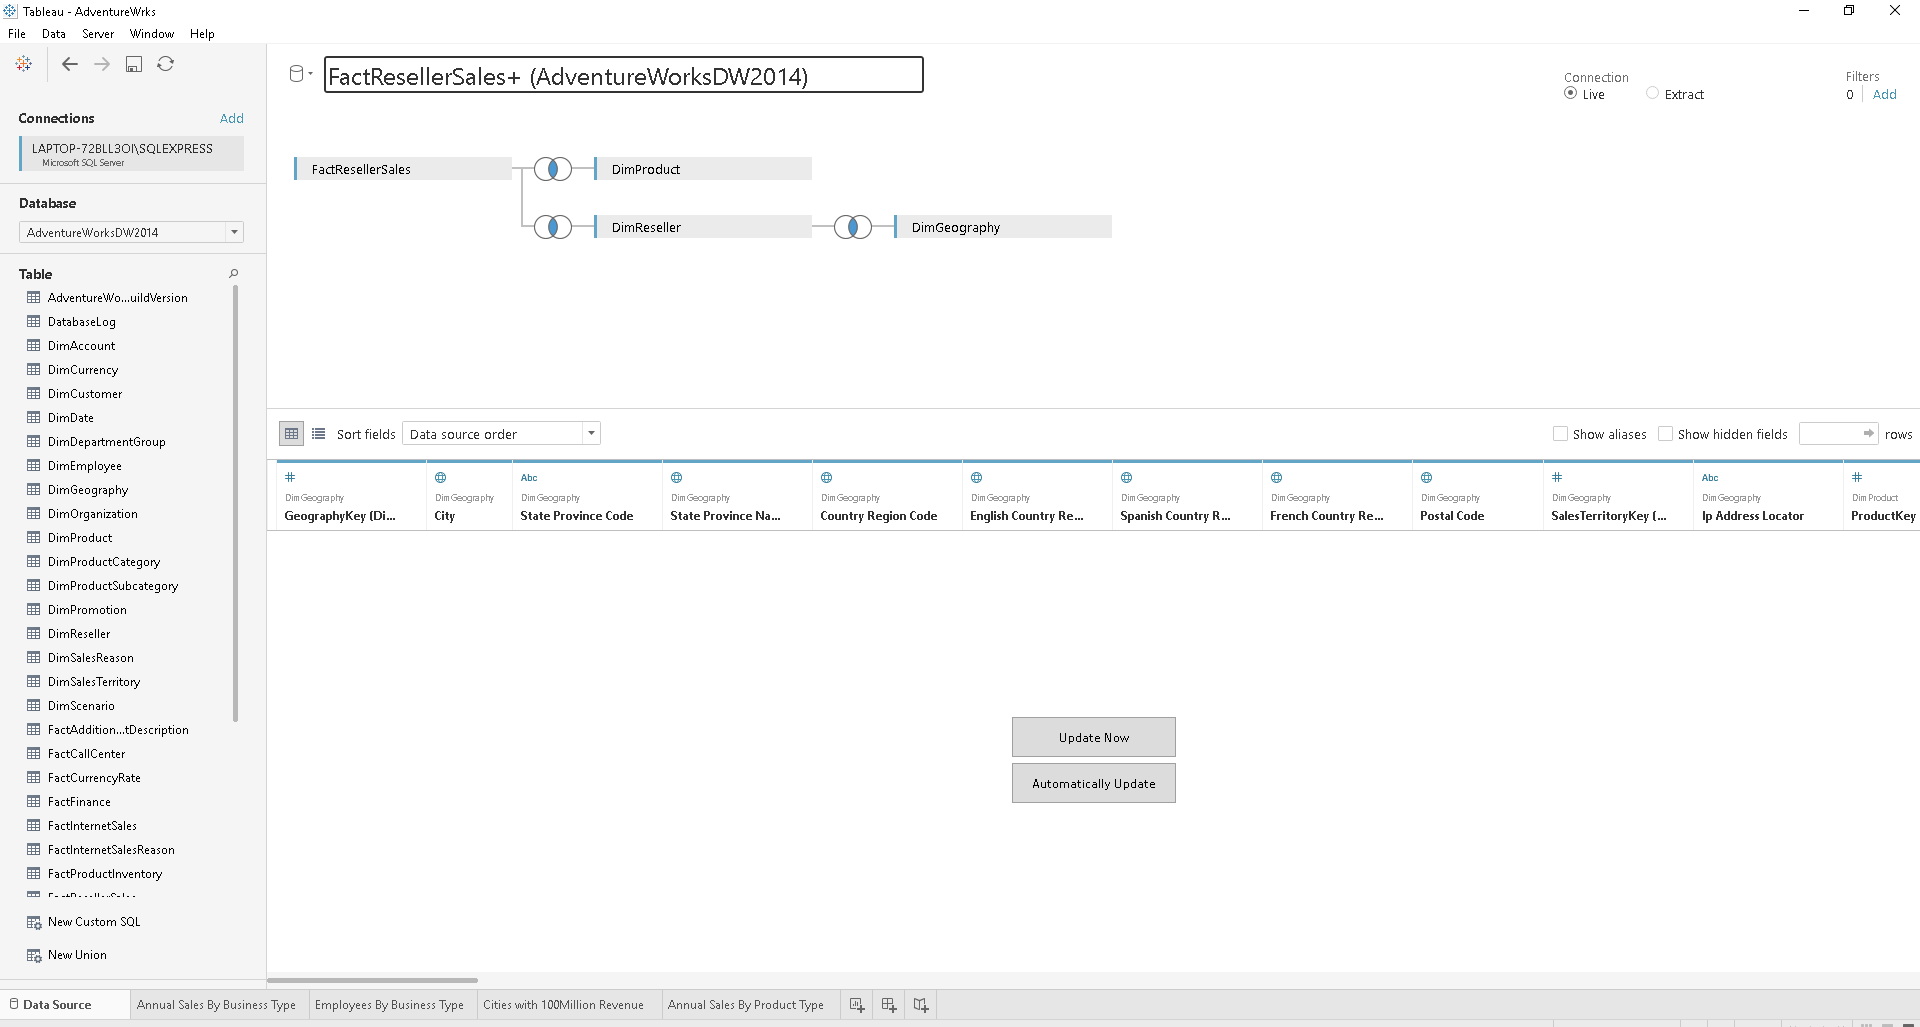 Tableau - AdventureWrks
File Data Server Window Help
Connections Add
LAPTOP-72BLL3OI\SQLEXPRESS
Microsoft SQL Server
Database
AdventureWorksDW2014
Table
AdventureWo...uildVersion
DatabaseLog
DimAccount
DimCurrency
DimCustomer
DimDate
DimDepartmentGroup
DimEmployee
DimGeography
DimOrganization
DimProduct
DimProductCategory
DimProductSubcategory
DimPromotion
DimReseller
DimSalesReason
DimSalesTerritory
DimScenario
FactAddition...tDescription
FactCallCenter
FactCurrencyRate
FactFinance
FactInternetSales
FactInternetSalesReason
FactProductInventory
FactResellerSales
New Custom SQL
New Union
FactResellerSales+ (AdventureWorksDW2014)
Connection
Live Extract
Filters
0 Add
FactResellerSales DimProduct
DimReseller DimGeography
Sort fields Data source order Show aliases Show hidden fields rows
# Abc # Abc #
DimGeography DimGeography DimGeography DimGeography DimGeography DimGeography DimGeography DimGeography DimGeography DimGeography DimGeography DimProduct
GeographyKey (Di... City State Province Code State Province Na... Country Region Code English Country Re... Spanish Country R... French Country Re... Postal Code SalesTerritoryKey (... Ip Address Locator ProductKey
Update Now
Automatically Update
Data Source Annual Sales By Business Type Employees By Business Type Cities with 100Million Revenue Annual Sales By Product Type